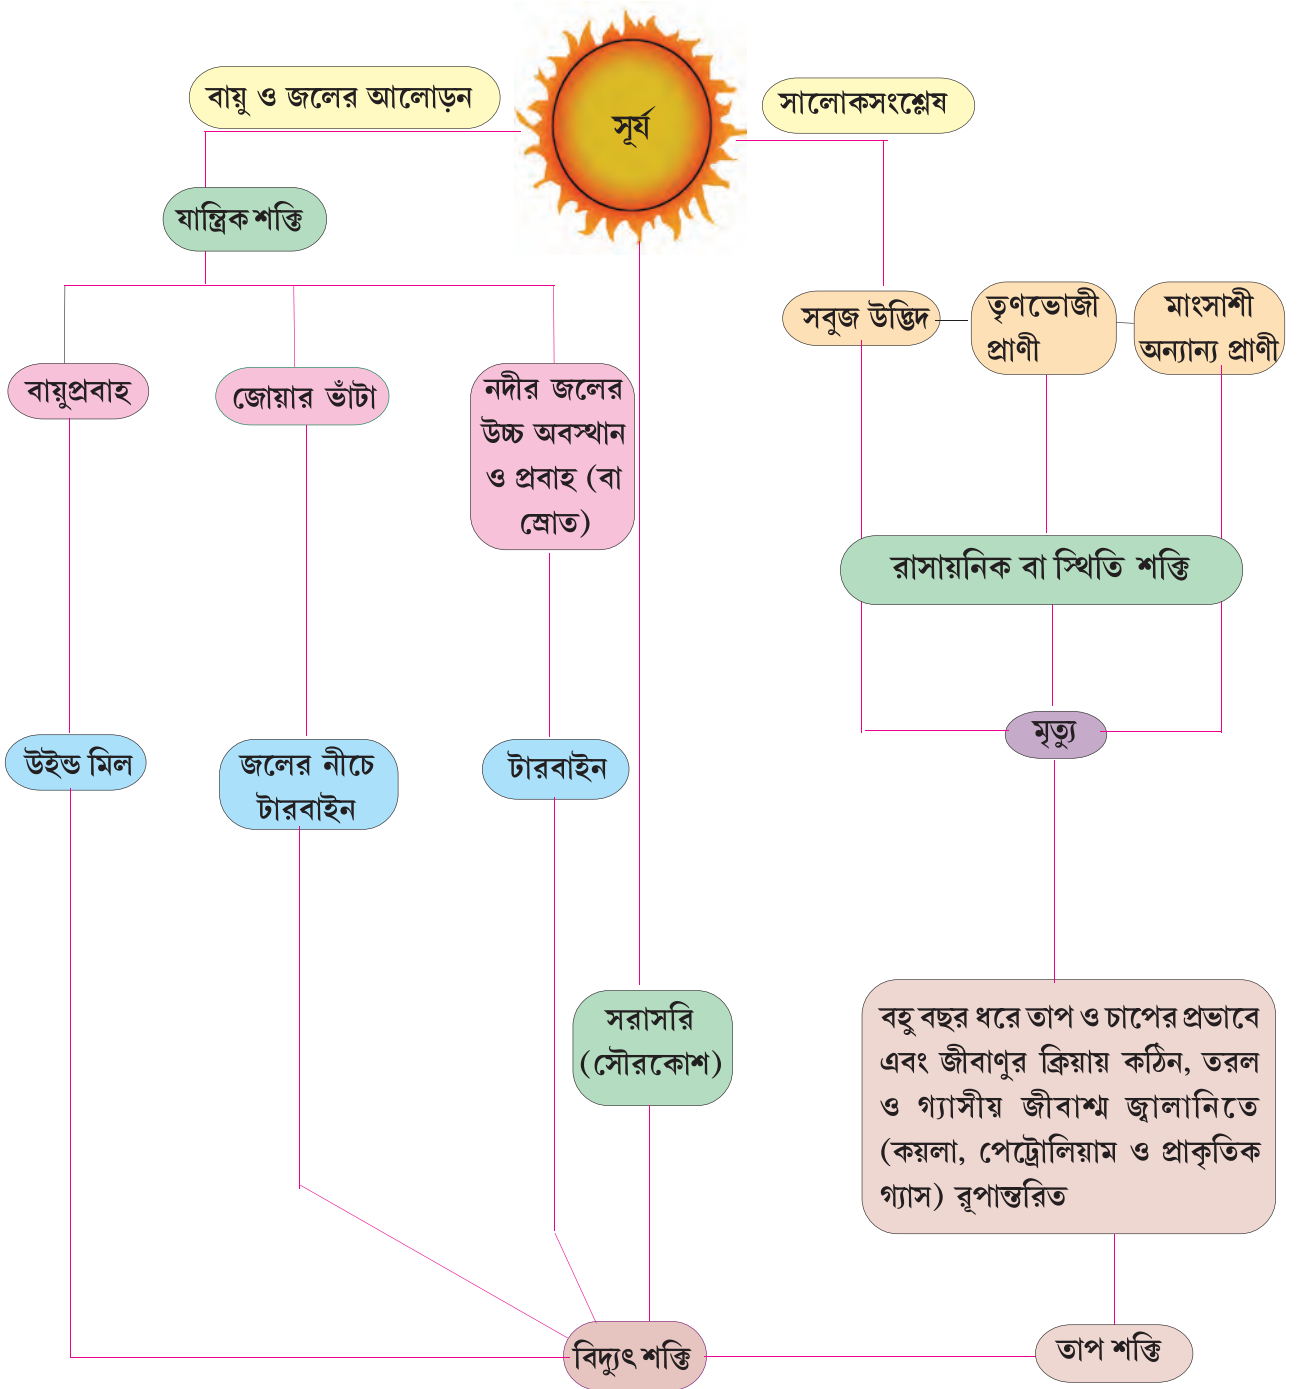 বায়ু ও জলের আলোড়ন
সূর্য
সালোকসংশ্লেষ
যান্ত্রিক শক্তি
সবুজ উদ্ভিদ
তৃণভোজী
প্রাণী
মাংসাশী
অন্যান্য প্রাণী
বায়ুপ্রবাহ
জোয়ার ভাঁটা
নদীর জলের
উচ্চ অবস্থান
ও প্রবাহ (বা
স্রোত)
রাসায়নিক বা স্থিতি শক্তি
মৃত্যু
উইন্ড মিল
জলের নীচে
টারবাইন
টারবাইন
সরাসরি
(সৌরকোশ)
বহু বছর ধরে তাপ ও চাপের প্রভাবে
এবং জীবাণুর ক্রিয়ায় কঠিন, তরল
ও গ্যাসীয় জীবাশ্ম জ্বালানিতে
(কয়লা, পেট্রোলিয়াম ও প্রাকৃতিক
গ্যাস) রূপান্তরিত
বিদ্যুৎ শক্তি
তাপ শক্তি